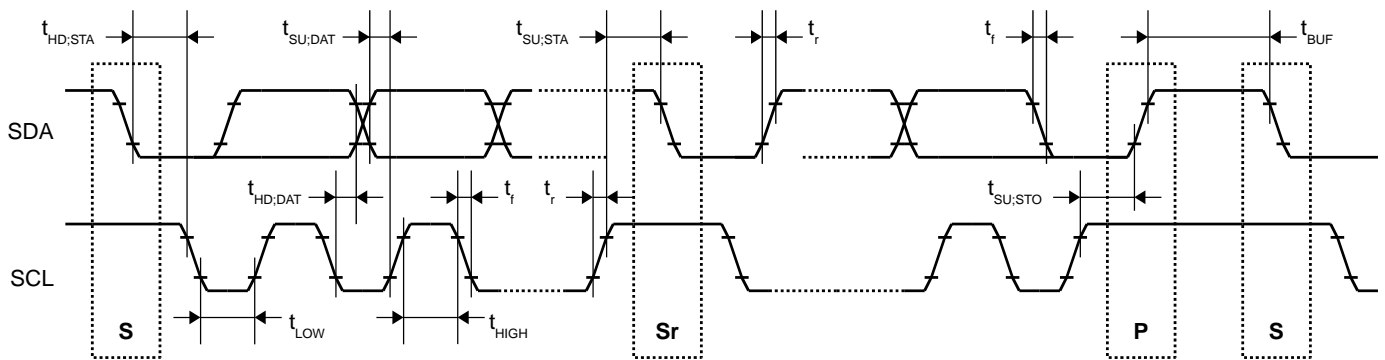 tHD;STA tSU;DAT tSU;STA tr tf tBUF
SDA
tHD;DAT tf tr tSU;STO
SCL
S tLOW tHIGH Sr P S